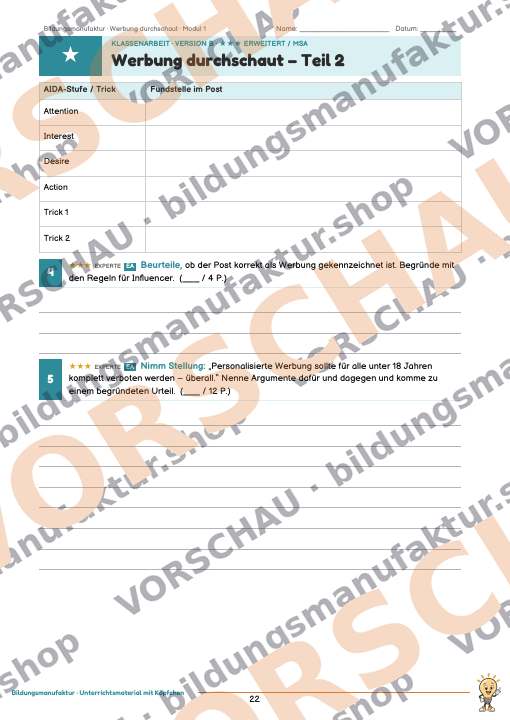 Bildungsmanufaktur · Werbung durchschaut · Modul 1 Name: ____ Datum: ____
KLASSENARBEIT · VERSION B · ★★★ ERWEITERT / MSA
Werbung durchschaut – Teil 2
AIDA-Stufe / Trick Fundstelle im Post
Attention
Interest
Desire
Action
Trick 1
Trick 2
4 ★★★ EXPERTE EA Beurteile, ob der Post korrekt als Werbung gekennzeichnet ist. Begründe mit
den Regeln für Influencer. (____ / 4 P.)
5 ★★★ EXPERTE EA Nimm Stellung: „Personalisierte Werbung sollte für alle unter 18 Jahren
komplett verboten werden – überall.“ Nenne Argumente dafür und dagegen und komme zu
einem begründeten Urteil. (____ / 12 P.)
VORSCHAU · bildungsmanufaktur.shop
Bildungsmanufaktur · Unterrichtsmaterial mit Köpfchen
22